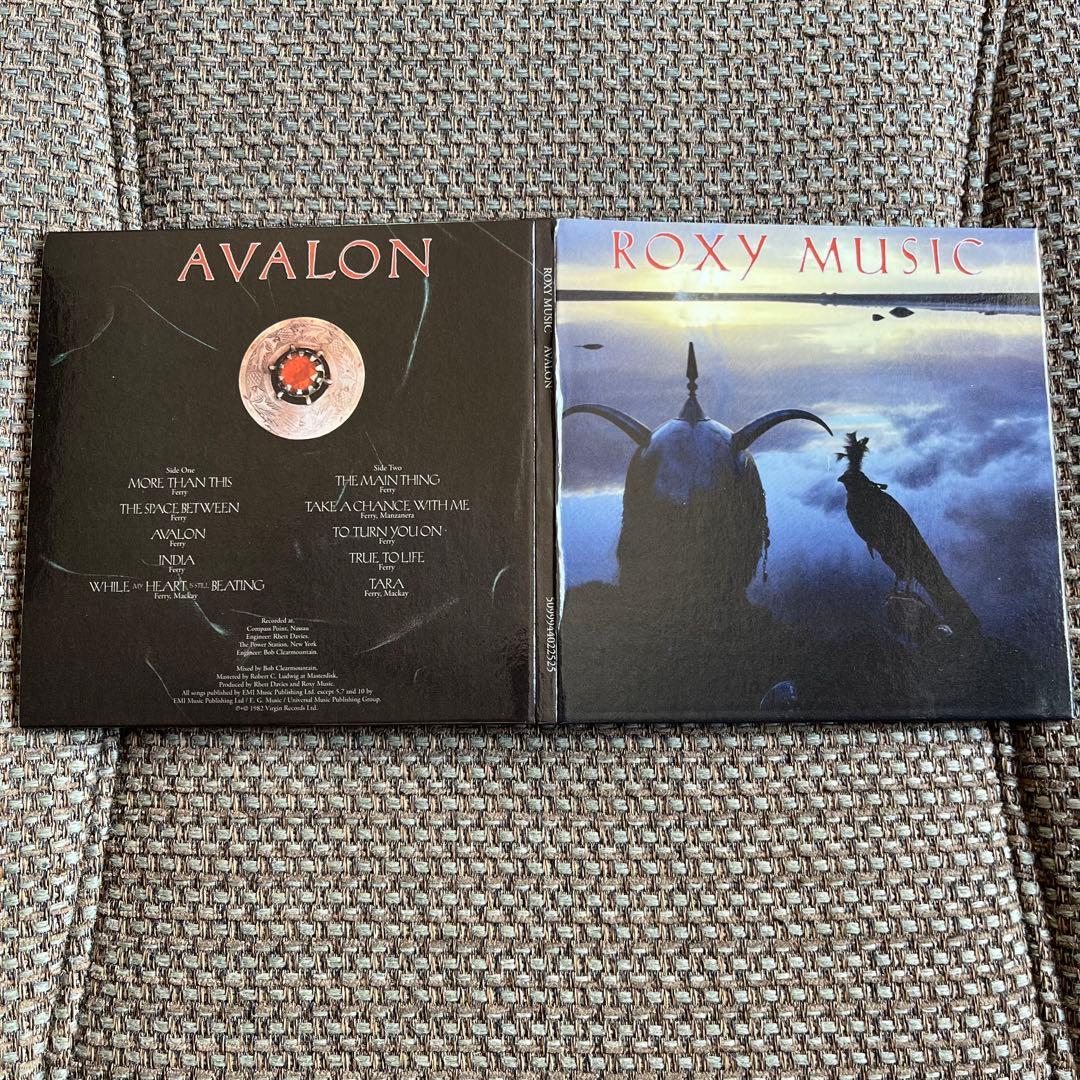 AVALON
Side One
MORE THAN THIS
Ferry
THE SPACE BETWEEN
Ferry
AVALON
Ferry
INDIA
Ferry
WHILE MY HEART IS STILL BEATING
Ferry, Mackay
Side Two
THE MAIN THING
Ferry
TAKE A CHANCE WITH ME
Ferry, Manzanera
TO TURN YOU ON
Ferry
TRUE TO LIFE
Ferry
TARA
Ferry, Mackay
Recorded at.
Compass Point, Nassau
Engineer: Rhett Davies.
The Power Station. New York
Engineer: Bob Clearmountain.
Mixed by Bob Clearmountain.
Mastered by Robert C. Ludwig at Masterdisk.
Produced by Rhett Davies and Roxy Music.
All songs published by EMI Music Publishing Ltd. except 5,7 and 10 by
EMI Music Publishing Ltd / E. G. Music / Universal Music Publishing Group.
℗+© 1982 Virgin Records Ltd.
ROXY MUSIC AVALON
5099944022525
ROXY MUSIC